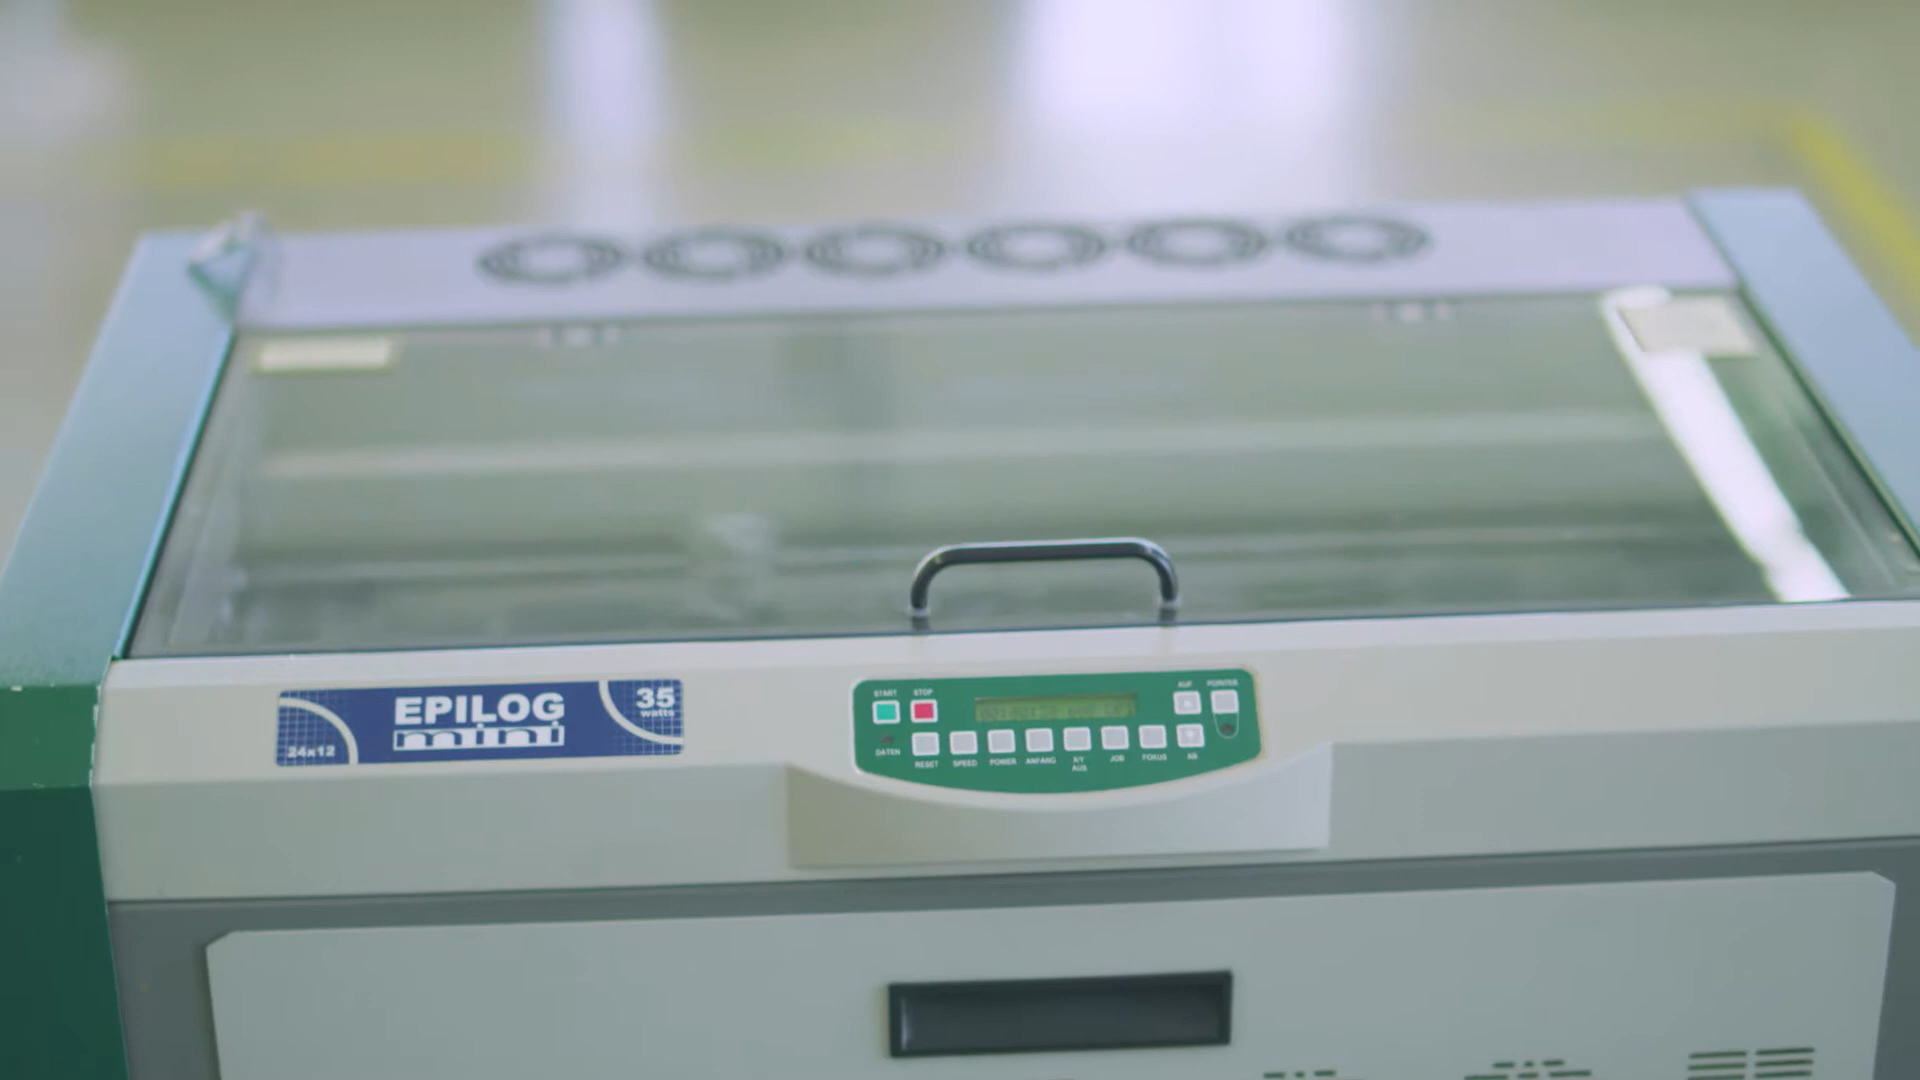 EPILOG
mini
35
watts
24x12
START STOP
AUF POINTER
DATEN
RESET SPEED POWER ANFANG X/Y AUS JOB FOKUS AB